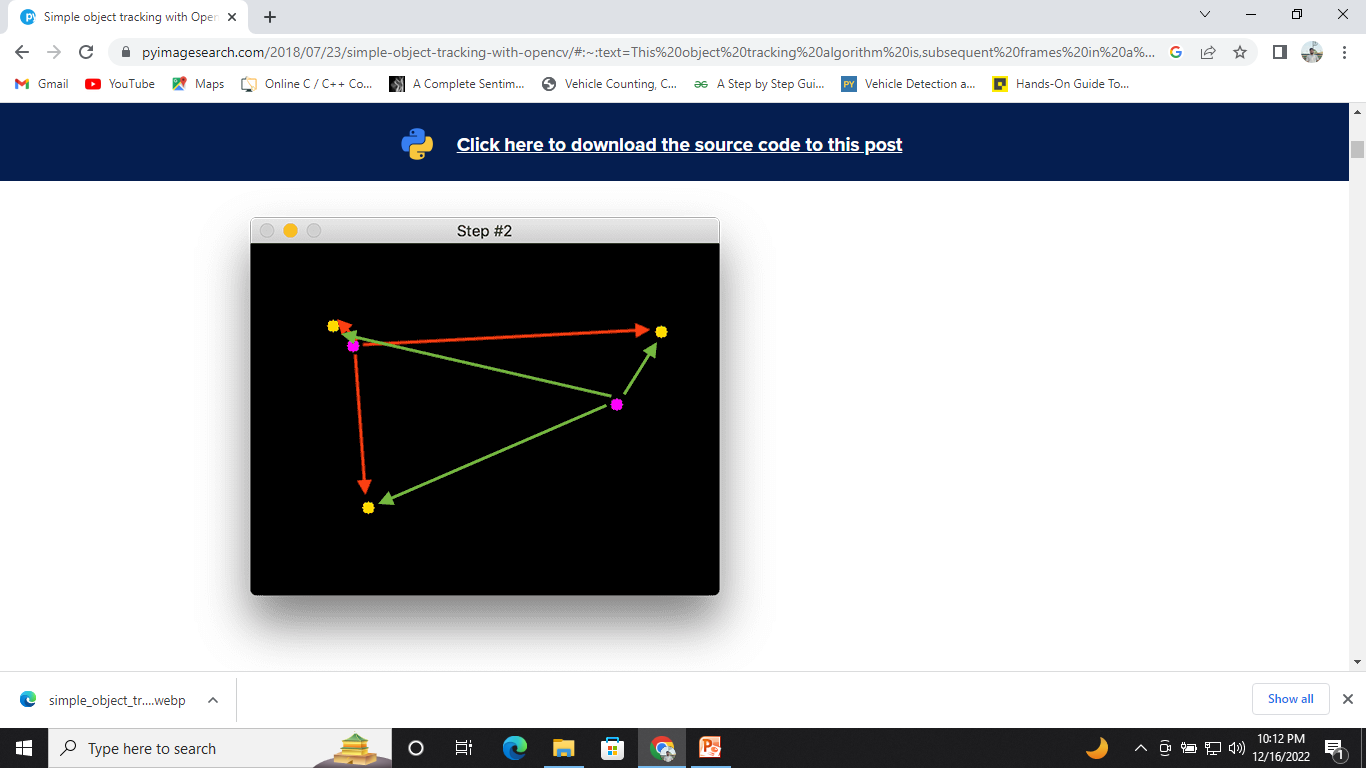 Simple object tracking with Open
pyimagesearch.com/2018/07/23/simple-object-tracking-with-opencv/#:~:text=This%20object%20tracking%20algorithm%20is,subsequent%20frames%20in%20a%...
Gmail
YouTube
Maps
Online C / C++ Co...
A Complete Sentim...
Vehicle Counting, C...
A Step by Step Gui...
PY
Vehicle Detection a...
Hands-On Guide To...
Click here to download the source code to this post
Step #2
simple_object_tr....webp
Show all
Type here to search
10:12 PM
12/16/2022
1